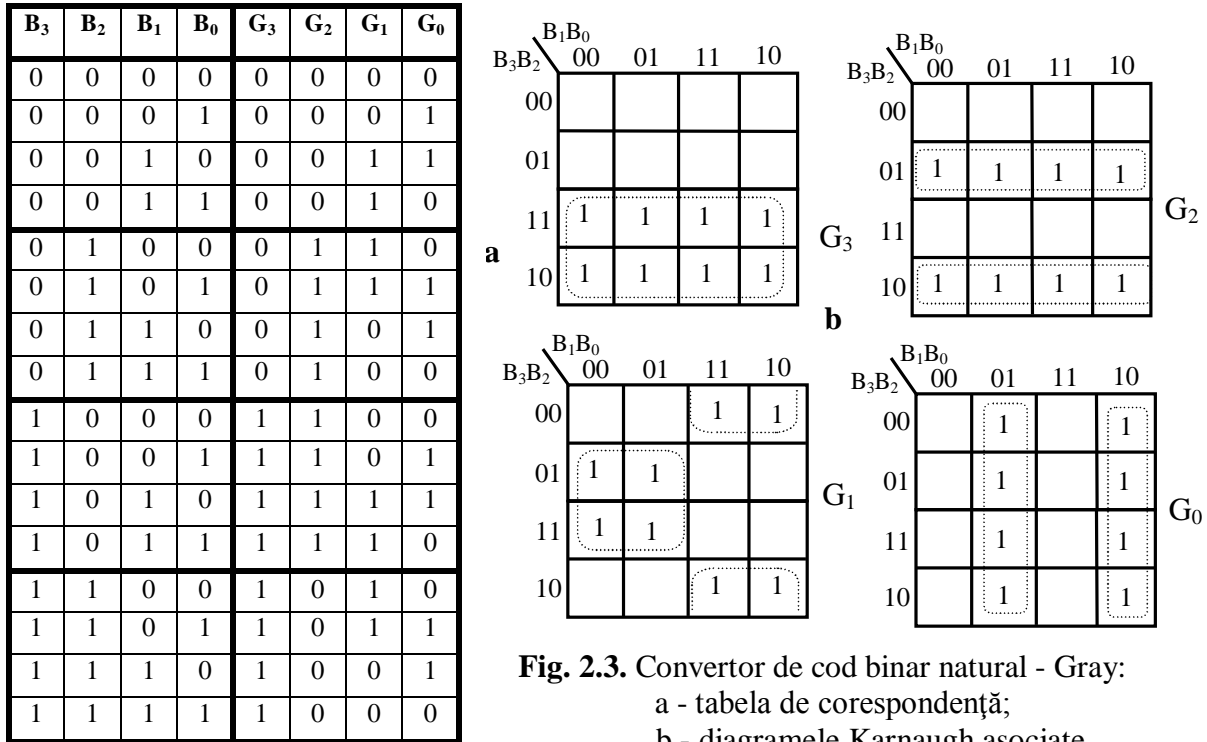 B₃ B₂ B₁ B₀ G₃ G₂ G₁ G₀
0 0 0 0 0 0 0 0
0 0 0 1 0 0 0 1
0 0 1 0 0 0 1 1
0 0 1 1 0 0 1 0
0 1 0 0 0 1 1 0
0 1 0 1 0 1 1 1
0 1 1 0 0 1 0 1
0 1 1 1 0 1 0 0
1 0 0 0 1 1 0 0
1 0 0 1 1 1 0 1
1 0 1 0 1 1 1 1
1 0 1 1 1 1 1 0
1 1 0 0 1 0 1 0
1 1 0 1 1 0 1 1
1 1 1 0 1 0 0 1
1 1 1 1 1 0 0 0
a
B₁B₀
B₃B₂ 00 01 11 10
00
01
11 1 1 1 1
10 1 1 1 1
G₃
B₁B₀
B₃B₂ 00 01 11 10
00
01 1 1 1 1
11
10 1 1 1 1
G₂
b
B₁B₀
B₃B₂ 00 01 11 10
00 1 1
01 1 1
11 1 1
10 1 1
G₁
B₁B₀
B₃B₂ 00 01 11 10
00 1 1
01 1 1
11 1 1
10 1 1
G₀
Fig. 2.3. Convertor de cod binar natural - Gray:
a - tabela de corespondenţă;
b - diagramele Karnaugh asociate